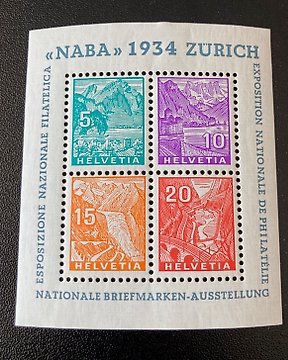 «NABA» 1934 ZÜRICH
ESPOSIZIONE NAZIONALE FILATELICA
EXPOSITION NATIONALE DE PHILATÉLIE
5
HELVETIA
10
HELVETIA
15
HELVETIA
20
HELVETIA
NATIONALE BRIEFMARKEN-AUSSTELLUNG